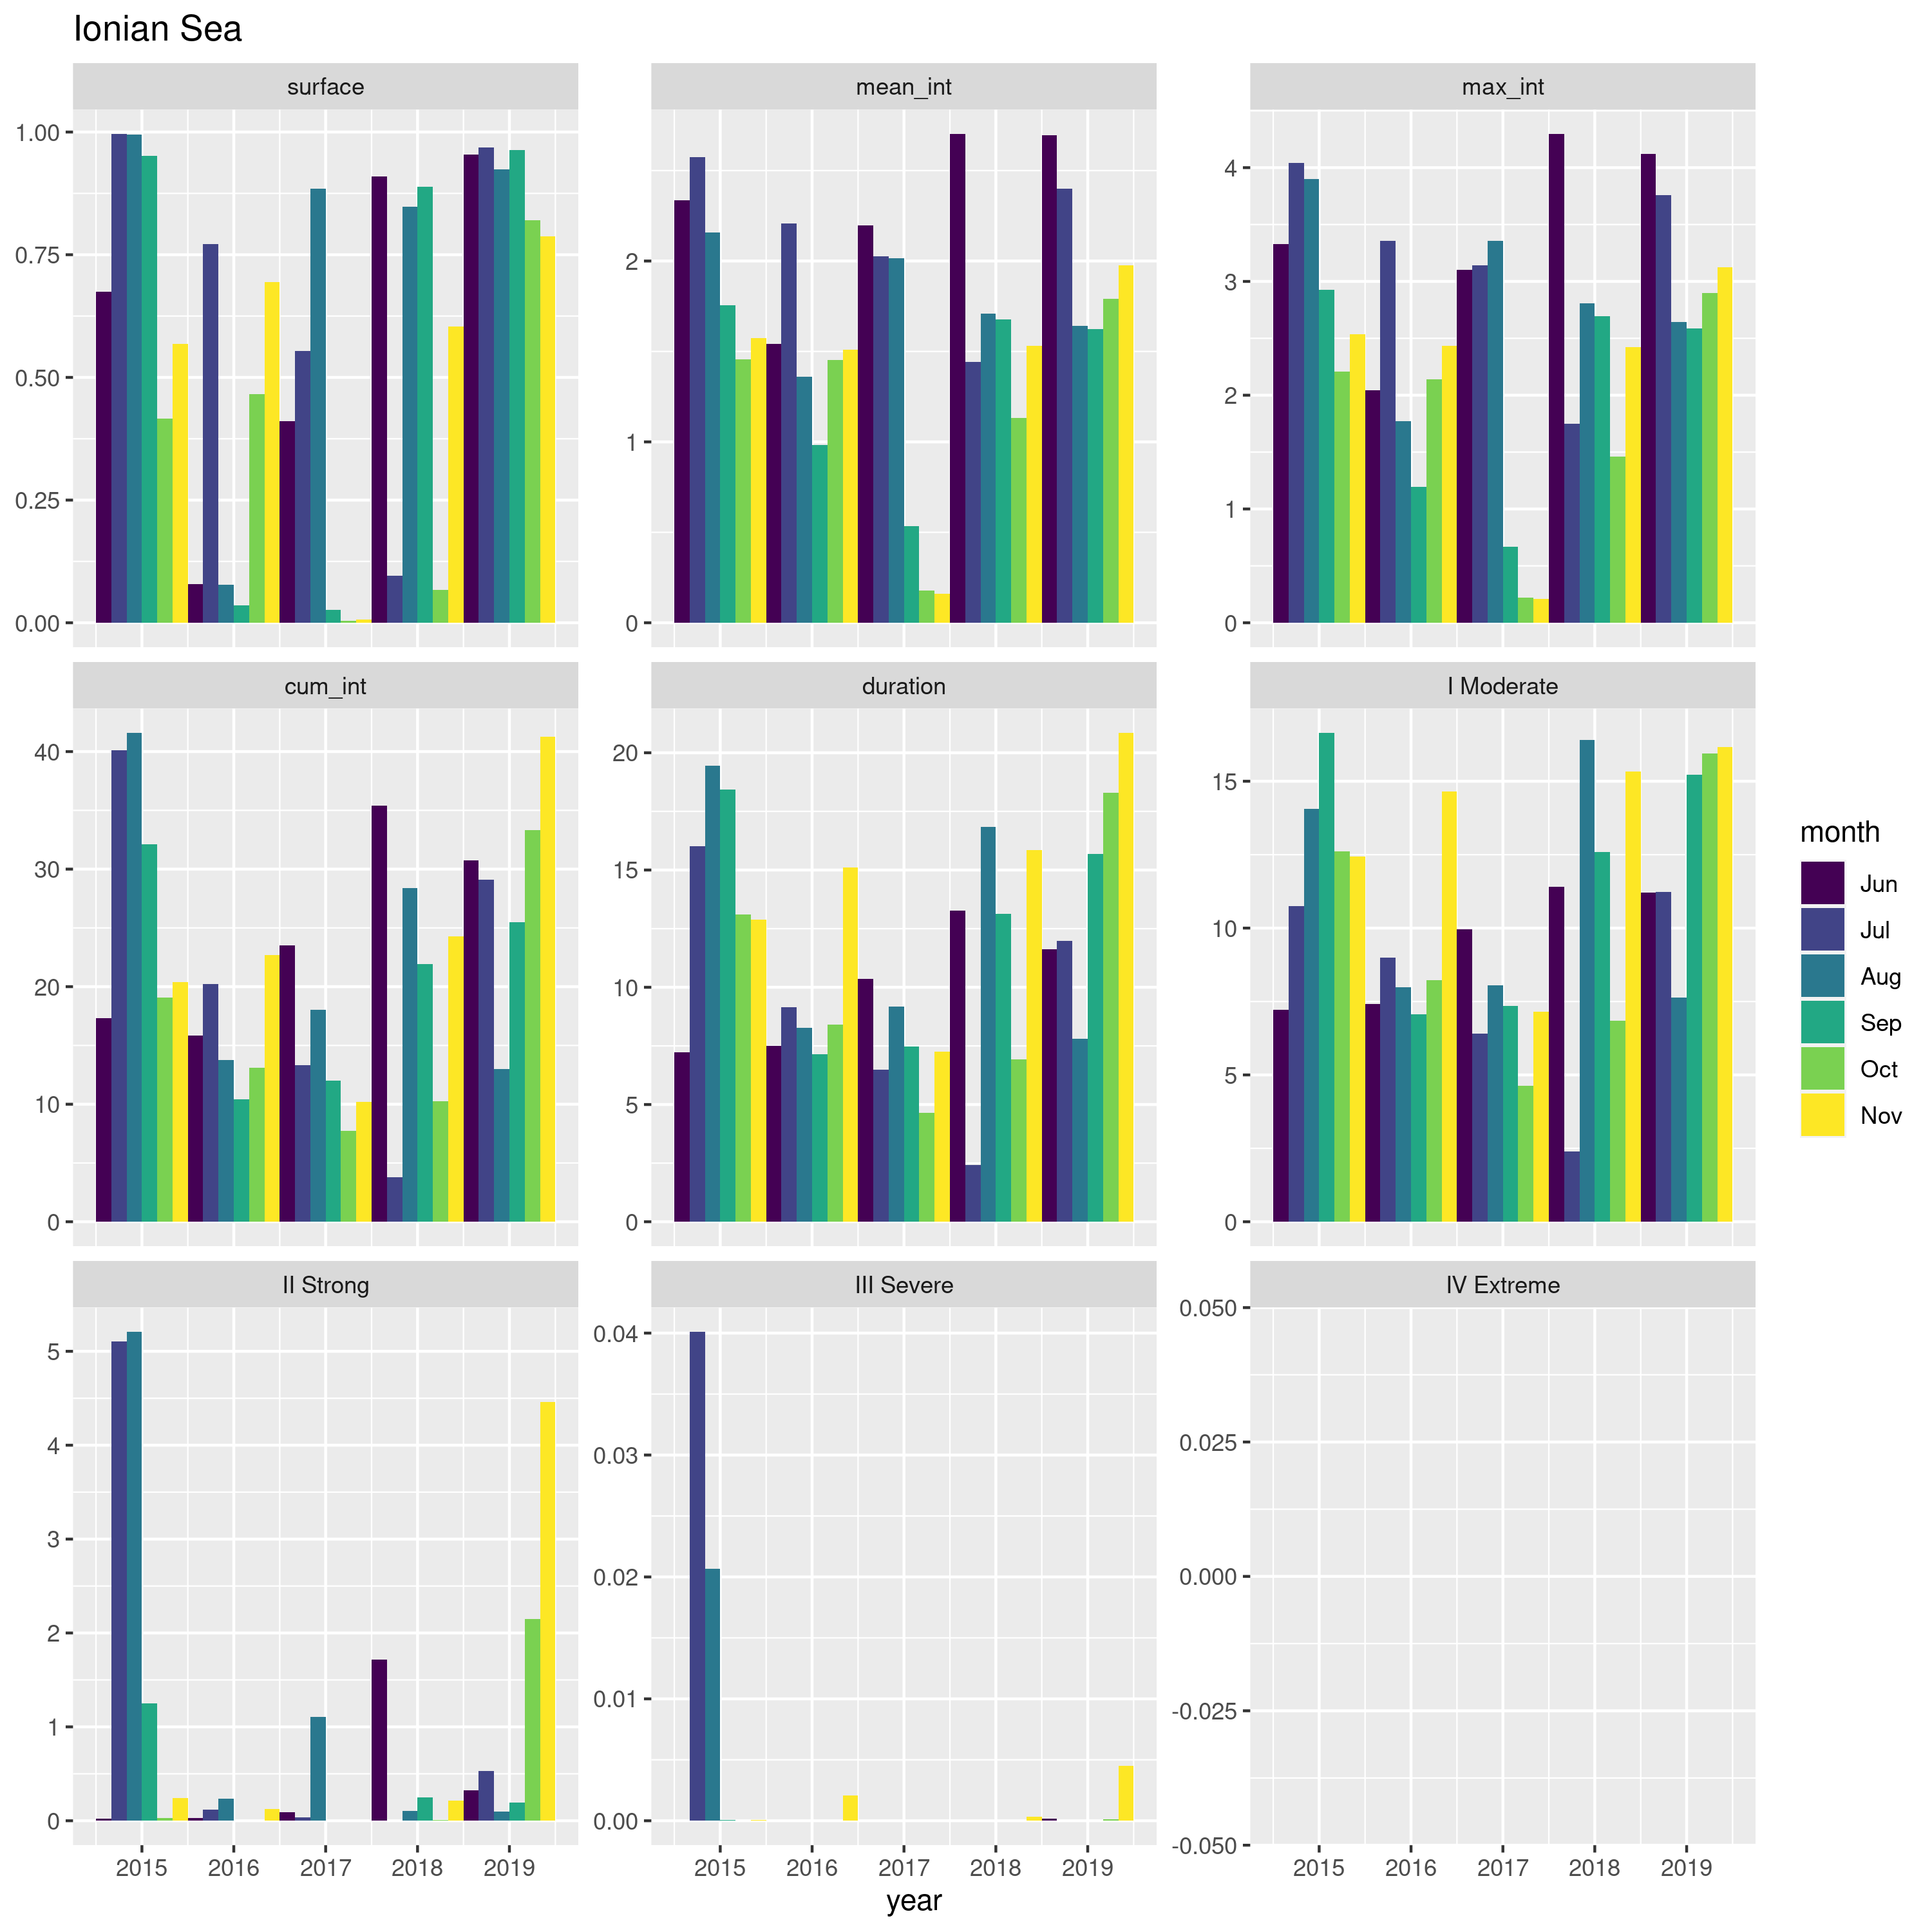 Ionian Sea
surface
mean_int
max_int
1.00
0.75
0.50
0.25
0.00
2
1
0
4
3
2
1
0
cum_int
duration
I Moderate
40
30
20
10
0
20
15
10
5
0
15
10
5
0
II Strong
III Severe
IV Extreme
5
4
3
2
1
0
0.04
0.03
0.02
0.01
0.00
0.050
0.025
0.000
-0.025
-0.050
2015 2016 2017 2018 2019
2015 2016 2017 2018 2019
2015 2016 2017 2018 2019
year
month
Jun
Jul
Aug
Sep
Oct
Nov